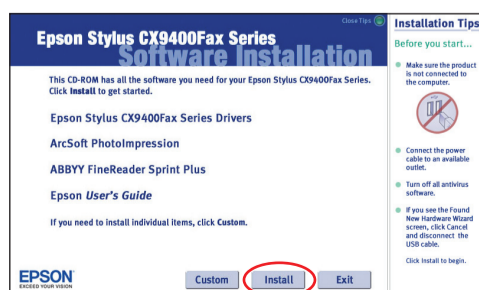 Close Tips
Epson Stylus CX9400Fax Series
Software Installation
This CD-ROM has all the software you need for your Epson Stylus CX9400Fax Series.
Click Install to get started.
Epson Stylus CX9400Fax Series Drivers
ArcSoft PhotoImpression
ABBYY FineReader Sprint Plus
Epson User's Guide
If you need to install individual items, click Custom.
EPSON
EXCEED YOUR VISION
Custom
Install
Exit
Installation Tips
Before you start...
Make sure the product
is not connected to
the computer.
Connect the power
cable to an available
outlet.
Turn off all antivirus
software.
If you see the Found
New Hardware Wizard
screen, click Cancel
and disconnect the
USB cable.
Click Install to begin.